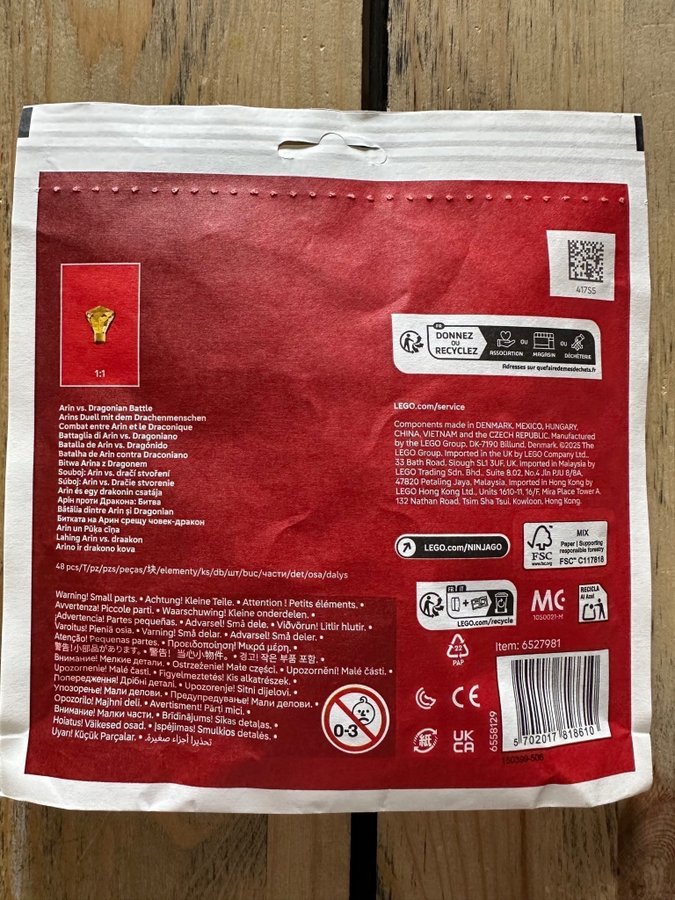 417S5
FR
DONNEZ
OU
RECYCLEZ
ASSOCIATION
OU
MAGASIN
OU
DÉCHÈTERIE
Adresses sur quefairedemesdechets.fr
1:1
Arin vs. Dragonian Battle
Arins Duell mit dem Drachenmenschen
Combat entre Arin et le Draconique
Battaglia di Arin vs. Dragoniano
Batalla de Arin vs. Dragónido
Batalha de Arin contra Draconiano
Bitwa Arina z Dragonem
Souboj: Arin vs. dračí stvoření
Súboj: Arin vs. Dračie stvorenie
Arin és egy drakonin csatája
Арін проти Дракона: Битва
Bătălia dintre Arin și Dragonian
Битката на Арин срещу човек-дракон
Arin un Pūķa cīņa
Lahing Arin vs. draakon
Arino ir drakono kova
48 pcs/T/pz/pzs/peças/块/elementy/ks/db/шт/buc/части/det/osa/dalys
LEGO.com/service
Components made in DENMARK, MEXICO, HUNGARY,
CHINA, VIETNAM and the CZECH REPUBLIC. Manufactured
by the LEGO Group. DK-7190 Billund, Denmark. ©2025 The
LEGO Group. Imported in the UK by LEGO Company Ltd.,
33 Bath Road, Slough SL1 3UF, UK. Imported in Malaysia by
LEGO Trading Sdn. Bhd., Suite 8.02, No.4 Jln PJU 8/8A,
47820 Petaling Jaya, Malaysia. Imported in Hong Kong by
LEGO Hong Kong Ltd., Units 1610-11, 16/F, Mira Place Tower A,
132 Nathan Road, Tsim Sha Tsui, Kowloon, Hong Kong.
LEGO.COM/NINJAGO
FSC
MIX
Paper | Supporting
responsible forestry
FSC™ C117818
LEGO.com/recycle
MC
1050021-M
RECICLA
Al Azul
22
PAP
Item: 6527981
Warning! Small parts. • Achtung! Kleine Teile. • Attention ! Petits éléments. •
Avvertenza! Piccole parti. • Waarschuwing! Kleine onderdelen. •
¡Advertencia! Partes pequeñas. • Advarsel! Små dele. • Viðvörun! Litlir hlutir. •
Varoitus! Pieniä osia. • Varning! Små delar. • Advarsel! Små deler. •
Atenção! Pequenas partes. • Προειδοποίηση! Μικρά μέρη. •
警告!小部品があります。 • 警告! 当心小物件。 • 경고! 작은 부품 포함. •
Внимание! Мелкие детали. • Ostrzeżenie! Małe części. • Upozornění! Malé části. •
Upozornenie! Malé časti. • Figyelmeztetés! Kis alkatrészek. •
Попередження! Дрібні деталі. • Upozorenje! Sitni dijelovi. •
Упозорење! Мали делови. • Предупредување! Мали делови. •
Opozorilo! Majhni deli. • Avertisment! Părți mici. •
Внимание! Малки части. • Brīdinājums! Sīkas detaļas. •
Hoiatus! Väikesed osad. • Įspėjimas! Smulkios detalės. •
Uyarı! Küçük Parçalar. • تحذير! أجزاء صغيرة. •
0-3
CE
紙
UK
CA
6558129
5 702017 818610
150399-506